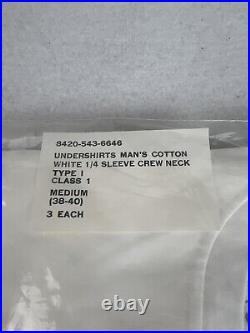 8420-543-6646
UNDERSHIRTS MAN'S COTTON
WHITE 1/4 SLEEVE CREW NECK
TYPE I
CLASS 1
MEDIUM
(38-40)
3 EACH